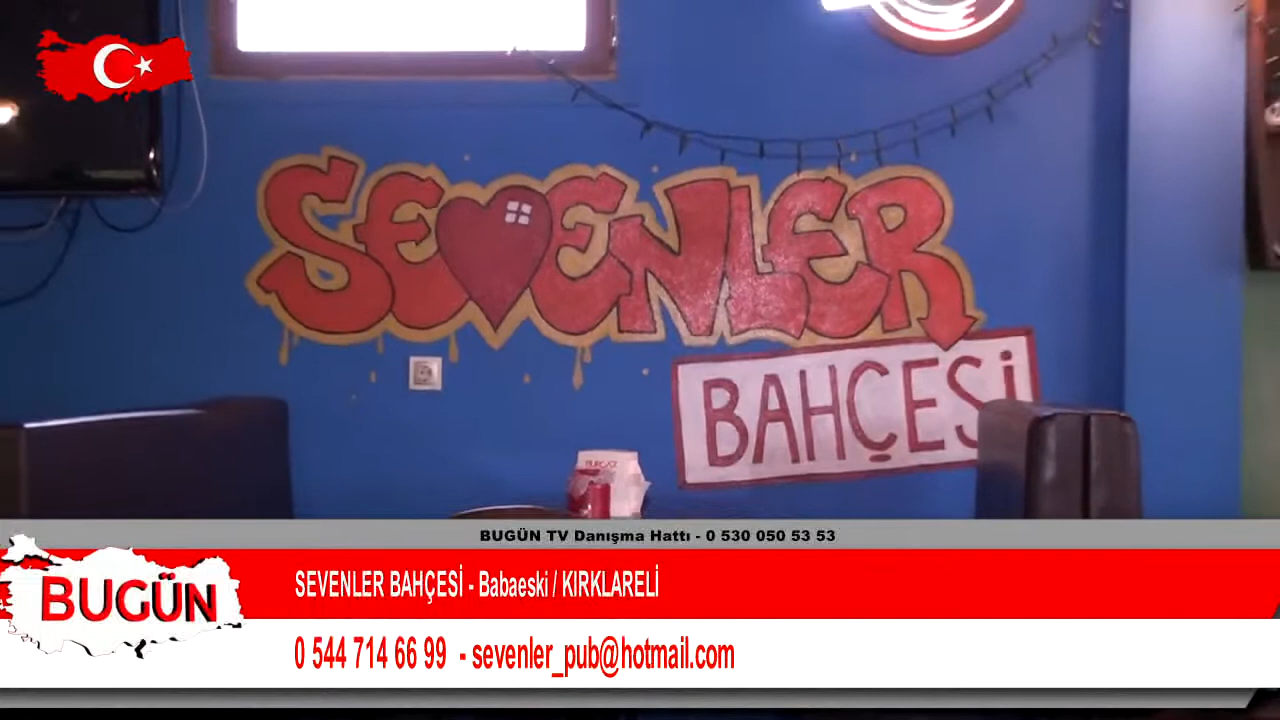 SEVENLER
BAHÇESİ
BUGÜN TV Danışma Hattı - 0 530 050 53 53
BUGÜN
SEVENLER BAHÇESİ - Babaeski / KIRKLARELİ
0 544 714 66 99 - sevenler_pub@hotmail.com